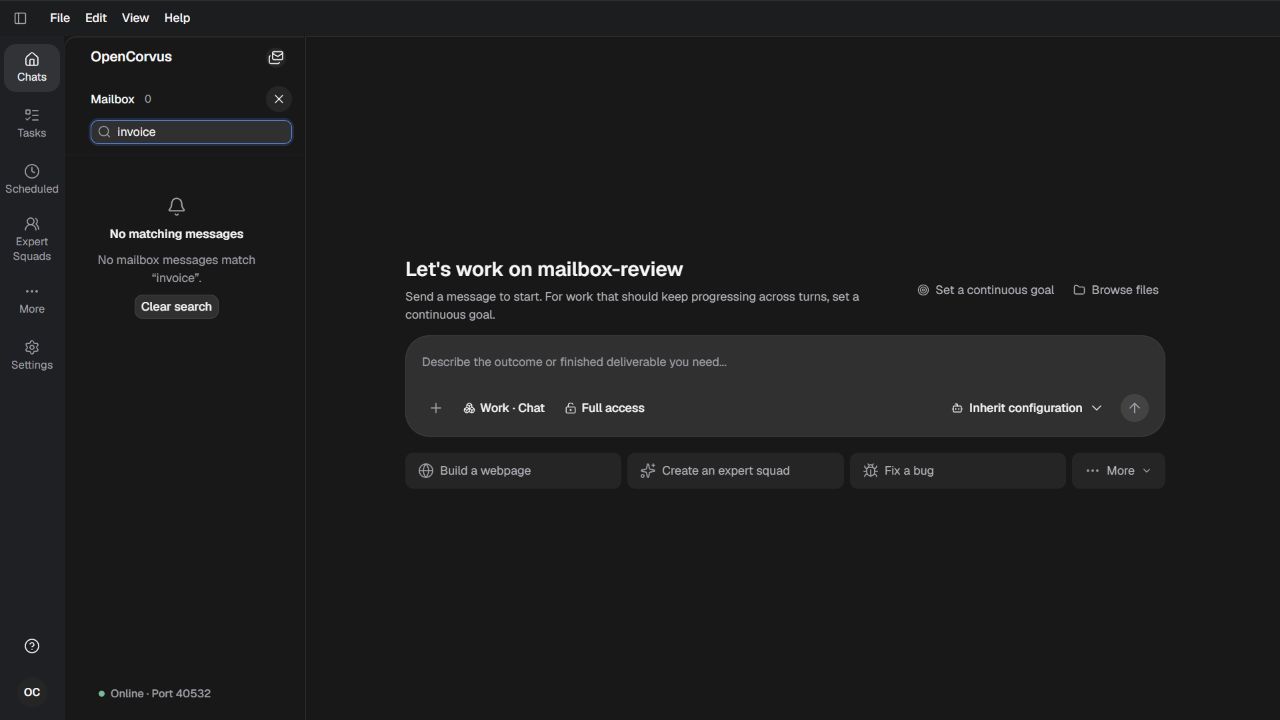 File Edit View Help
Chats
Tasks
Scheduled
Expert
Squads
More
Settings
OC
OpenCorvus
Mailbox 0
invoice
No matching messages
No mailbox messages match
“invoice”.
Clear search
Online · Port 40532
Let's work on mailbox-review
Send a message to start. For work that should keep progressing across turns, set a
continuous goal.
Set a continuous goal
Browse files
Describe the outcome or finished deliverable you need...
Work · Chat
Full access
Inherit configuration
Build a webpage
Create an expert squad
Fix a bug
More